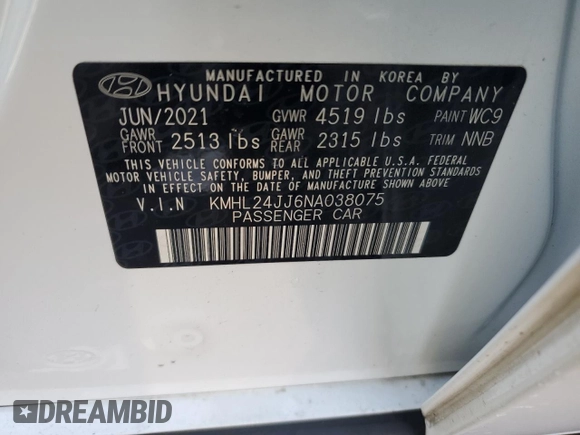 MANUFACTURED IN KOREA BY
HYUNDAI MOTOR COMPANY
JUN/2021 GVWR 4519 lbs PAINT WC9
GAWR FRONT 2513 lbs GAWR REAR 2315 lbs TRIM NNB
THIS VEHICLE CONFORMS TO ALL APPLICABLE U.S.A. FEDERAL
MOTOR VEHICLE SAFETY, BUMPER, AND THEFT PREVENTION STANDARDS
IN EFFECT ON THE DATE OF MANUFACTURE SHOWN ABOVE.
V.I.N KMHL24JJ6NA038075
PASSENGER CAR
DREAMBID